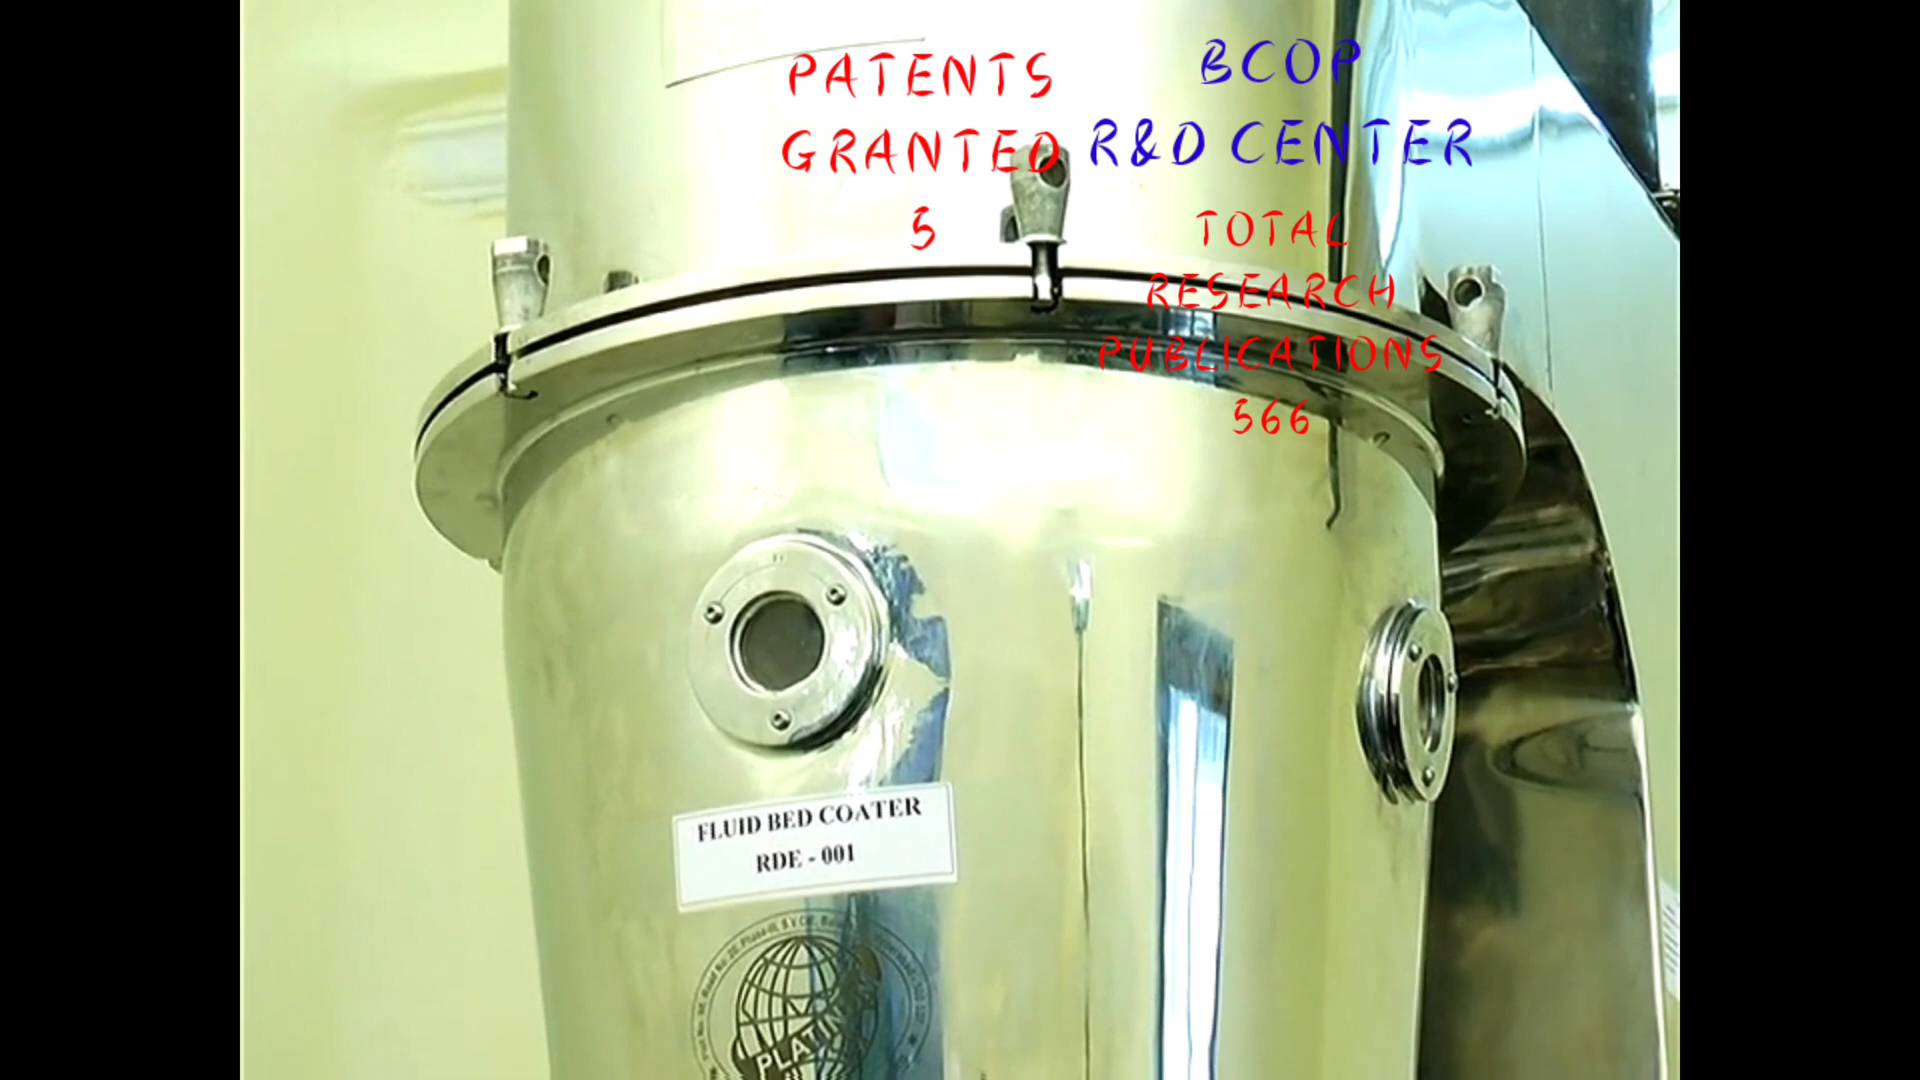 PATENTS
GRANTED
5
BCOP
R&D CENTER
TOTAL
RESEARCH
PUBLICATIONS
566
FLUID BED COATER
RDE - 001